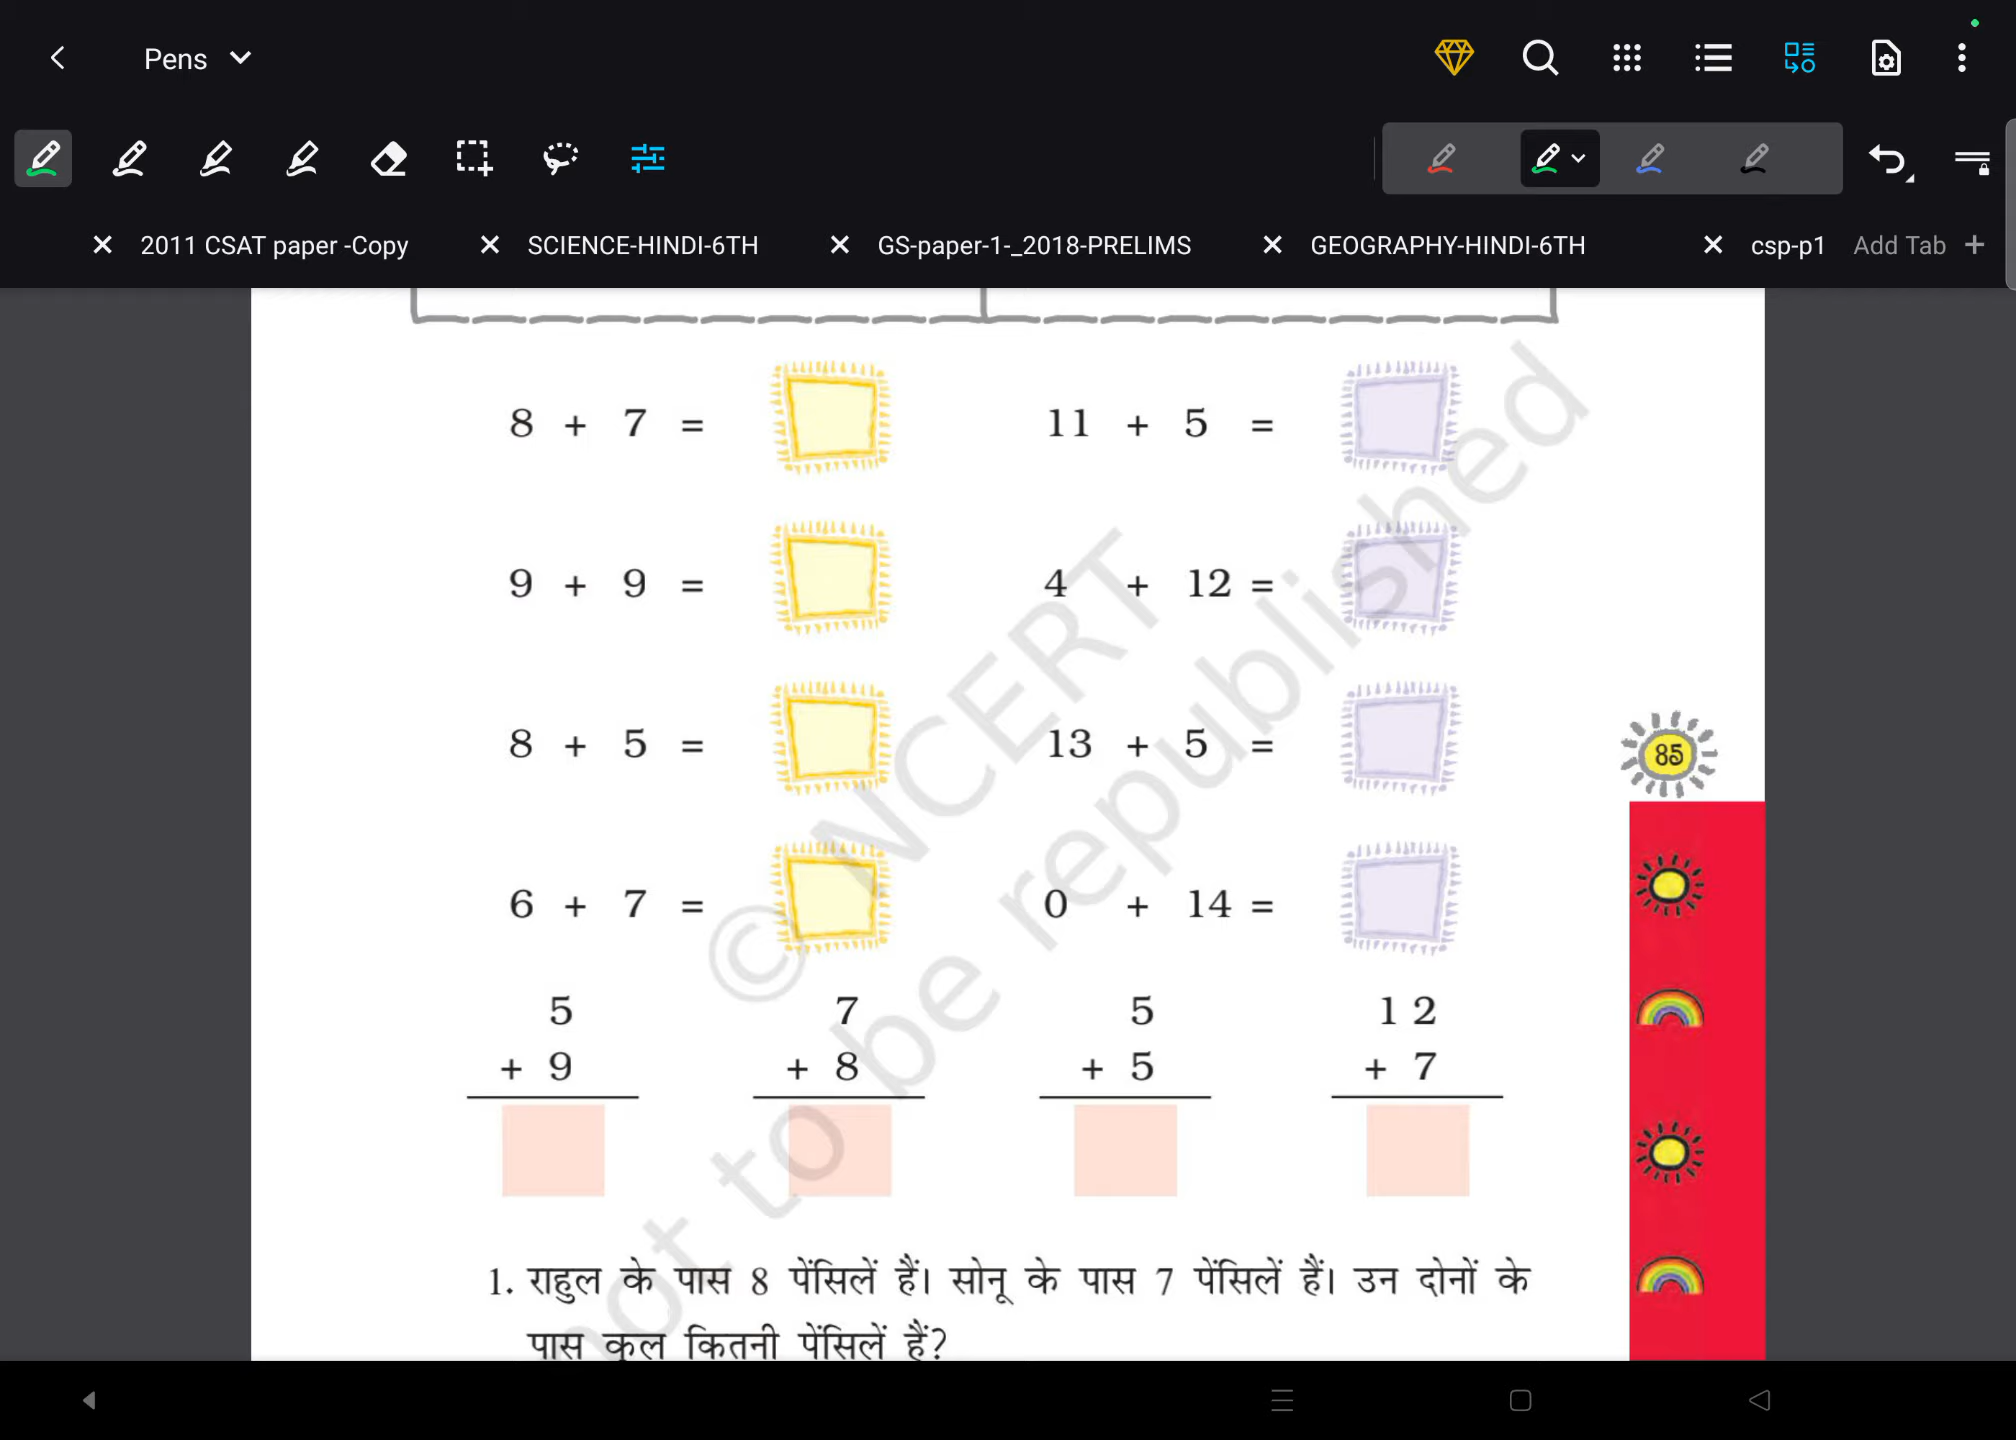 Pens
2011 CSAT paper -Copy SCIENCE-HINDI-6TH GS-paper-1-_2018-PRELIMS GEOGRAPHY-HINDI-6TH csp-p1 Add Tab +
8 + 7 = 11 + 5 =
9 + 9 = 4 + 12 =
8 + 5 = 13 + 5 =
85
6 + 7 = 0 + 14 =
5 7 5 1 2
+ 9 + 8 + 5 + 7
1. राहुल के पास 8 पेंसिलें हैं। सोनू के पास 7 पेंसिलें हैं। उन दोनों के
पास कुल कितनी पेंसिलें हैं?
© NCERT
not to be republished